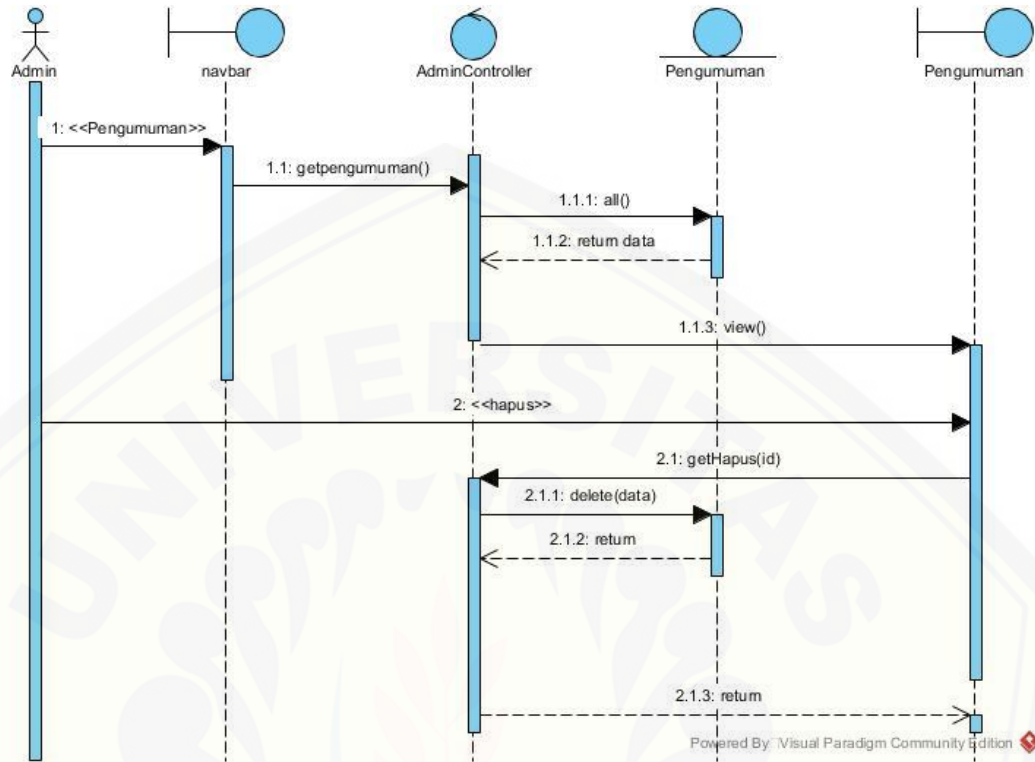 Admin
navbar
AdminController
Pengumuman
Pengumuman
1: <<Pengumuman>>
1.1: getpengumuman()
1.1.1: all()
1.1.2: return data
1.1.3: view()
2: <<hapus>>
2.1: getHapus(id)
2.1.1: delete(data)
2.1.2: return
2.1.3: return
Powered By Visual Paradigm Community Edition
UNIVERSITAS